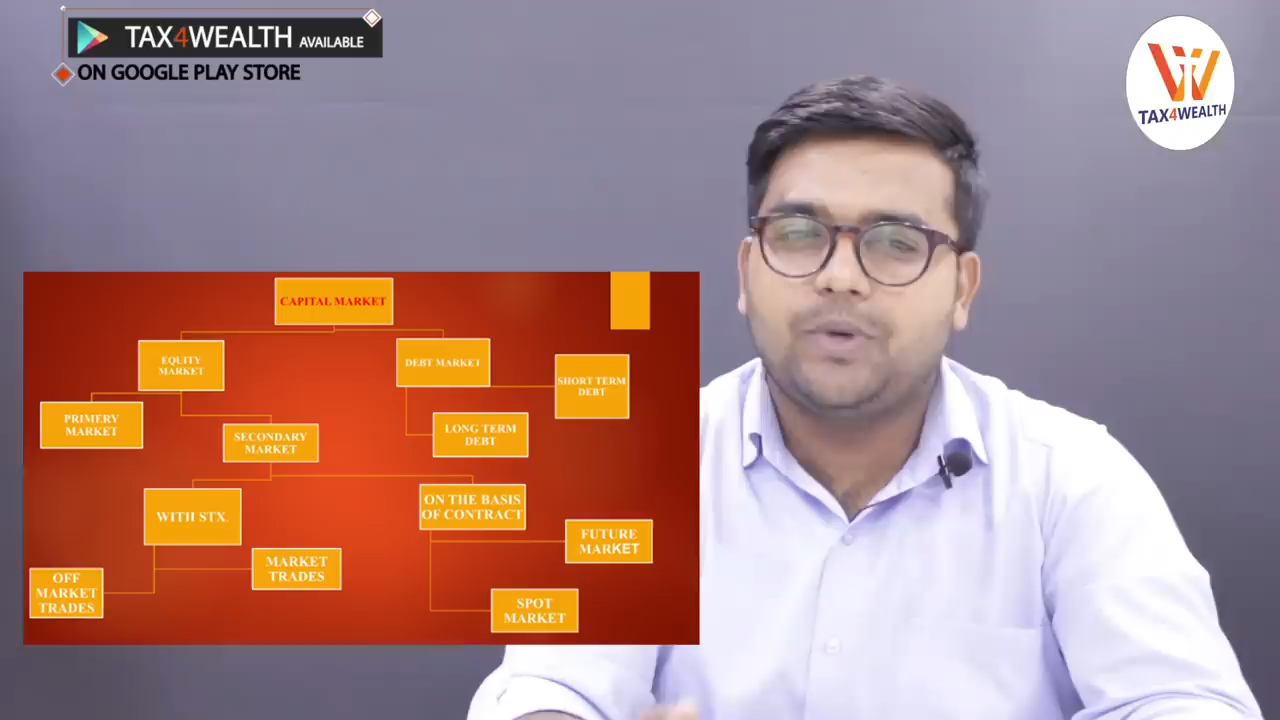 TAX4WEALTH AVAILABLE
ON GOOGLE PLAY STORE
TAX4WEALTH
CAPITAL MARKET
EQUITY
MARKET
DEBT MARKET
SHORT TERM
DEBT
PRIMERY
MARKET
SECONDARY
MARKET
LONG TERM
DEBT
WITH STX.
ON THE BASIS
OF CONTRACT
FUTURE
MARKET
OFF
MARKET
TRADES
MARKET
TRADES
SPOT
MARKET